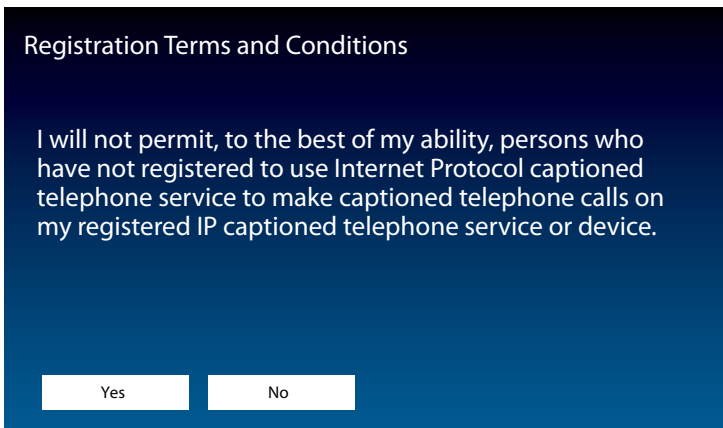 Registration Terms and Conditions
I will not permit, to the best of my ability, persons who
have not registered to use Internet Protocol captioned
telephone service to make captioned telephone calls on
my registered IP captioned telephone service or device.
Yes
No